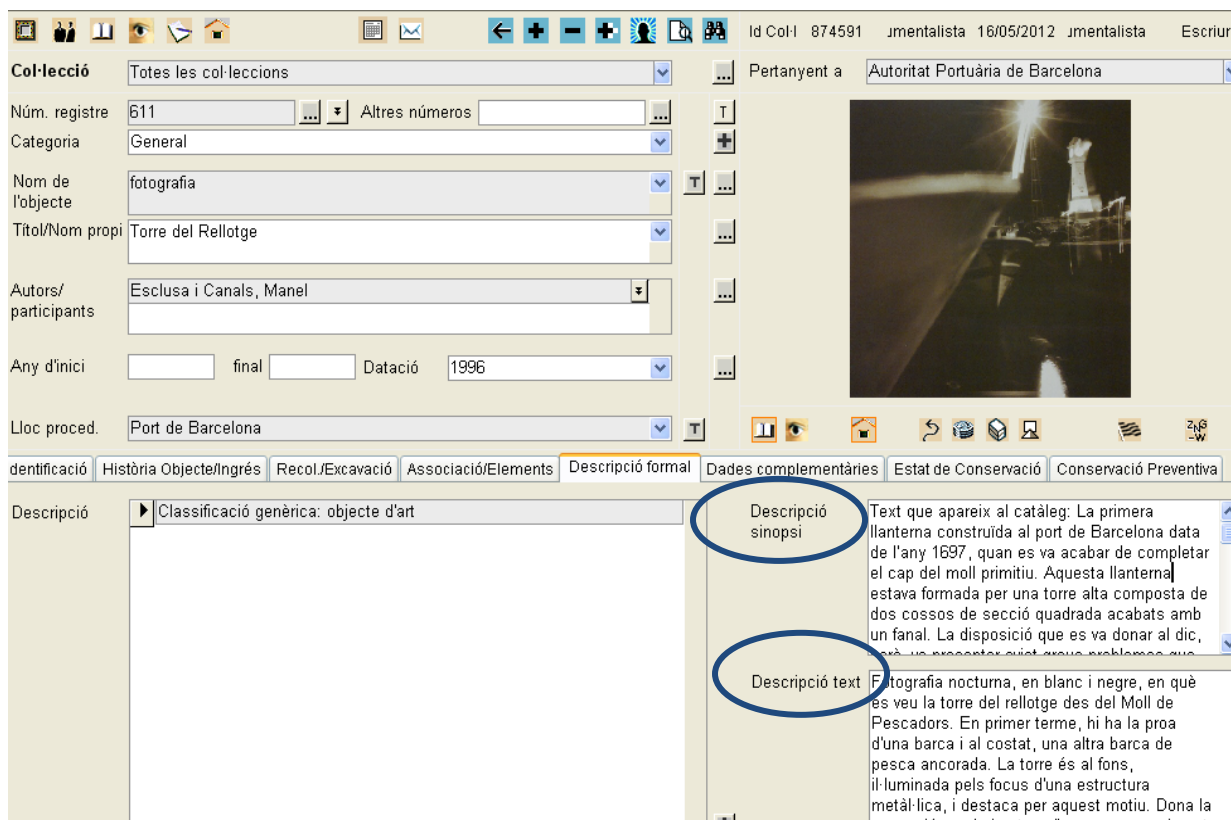 Id Col·l 874591 umentalista 16/05/2012 umentalista Escriur
Col·lecció Totes les col·leccions ... Pertanyent a Autoritat Portuària de Barcelona
Núm. registre 611 ... Altres números ... T
Categoria General
Nom de l'objecte fotografia T ...
Títol/Nom propi Torre del Rellotge ...
Autors/
participants
Esclusa i Canals, Manel ...
Any d'inici final Datació 1996 ...
Lloc proced. Port de Barcelona T
dentificació Història Objecte/Ingrés Recol./Excavació Associació/Elements Descripció formal Dades complementàries Estat de Conservació Conservació Preventiva
Descripció Classificació genèrica: objecte d'art
Descripció
sinopsi
Text que apareix al catàleg: La primera
llanterna construïda al port de Barcelona data
de l'any 1697, quan es va acabar de completar
el cap del moll primitiu. Aquesta llanterna
estava formada per una torre alta composta de
dos cossos de secció quadrada acabats amb
un fanal. La disposició que es va donar al dic,
Descripció text
Fotografia nocturna, en blanc i negre, en què
es veu la torre del rellotge des del Moll de
Pescadors. En primer terme, hi ha la proa
d'una barca i al costat, una altra barca de
pesca ancorada. La torre és al fons,
il·luminada pels focus d'una estructura
metàl·lica, i destaca per aquest motiu. Dona la